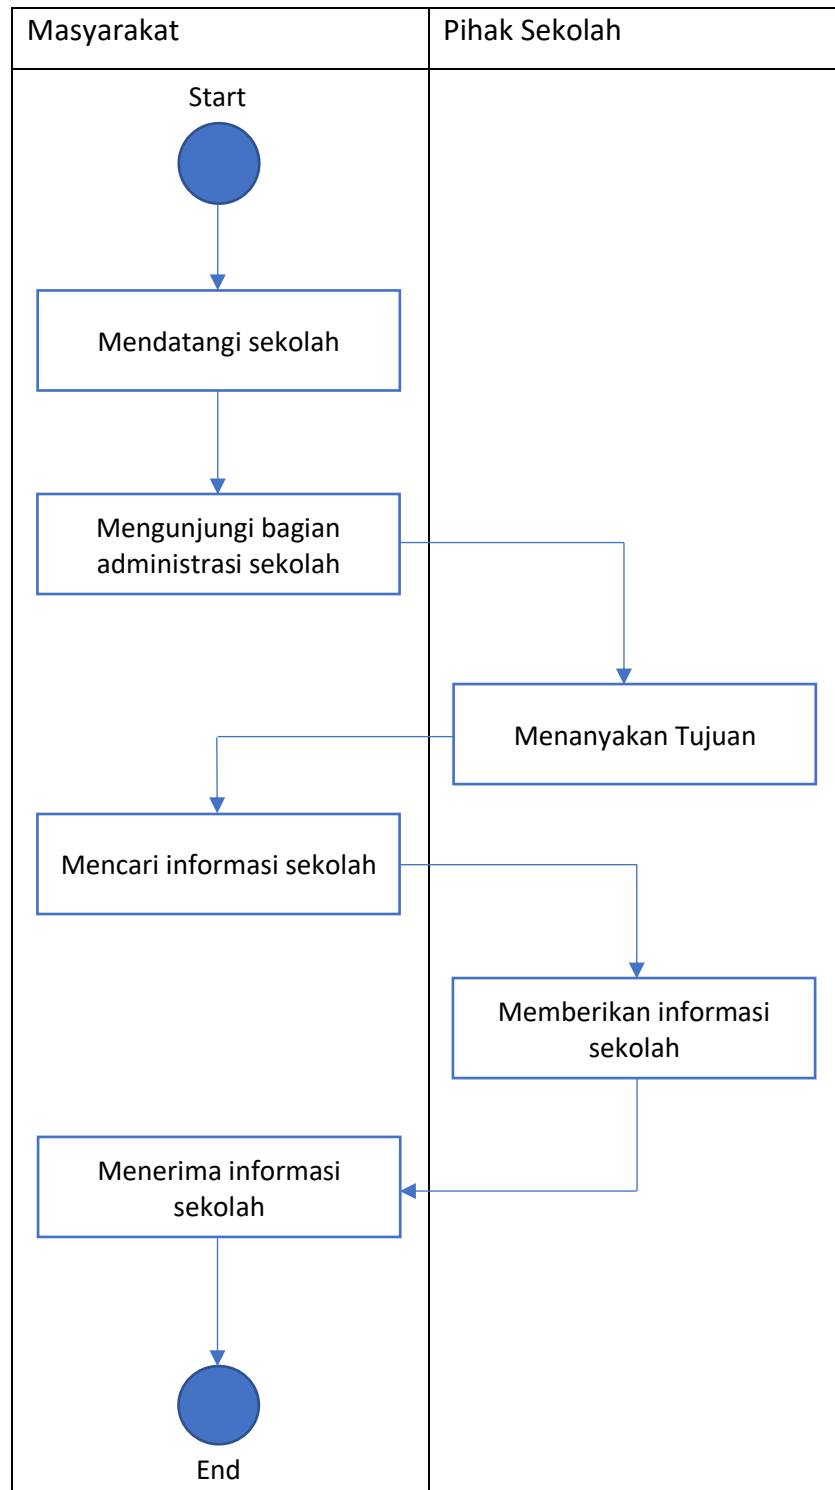 Masyarakat
Pihak Sekolah
Start
Mendatangi sekolah
Mengunjungi bagian
administrasi sekolah
Menanyakan Tujuan
Mencari informasi sekolah
Memberikan informasi
sekolah
Menerima informasi
sekolah
End